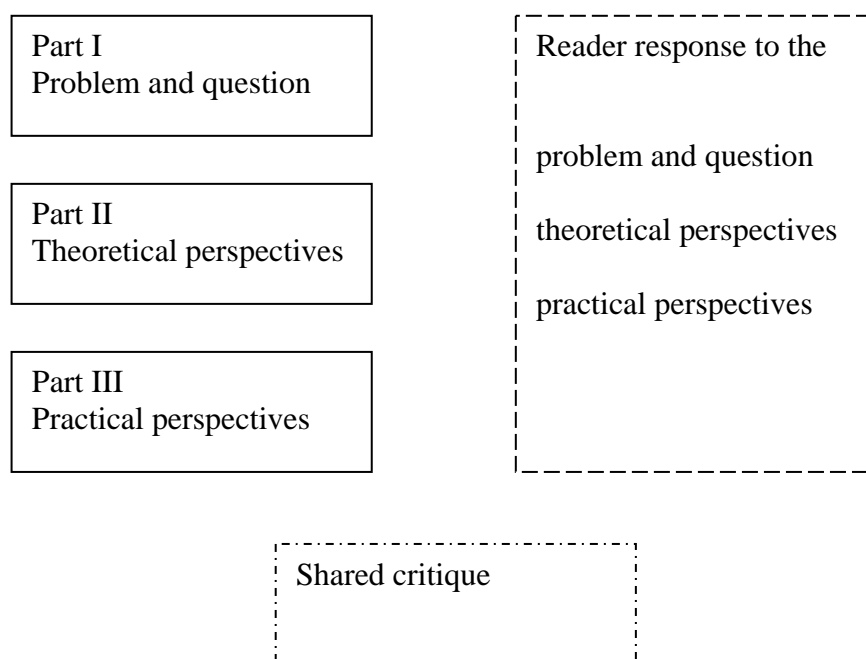 Part I
Problem and question
Part II
Theoretical perspectives
Part III
Practical perspectives
Reader response to the
problem and question
theoretical perspectives
practical perspectives
Shared critique